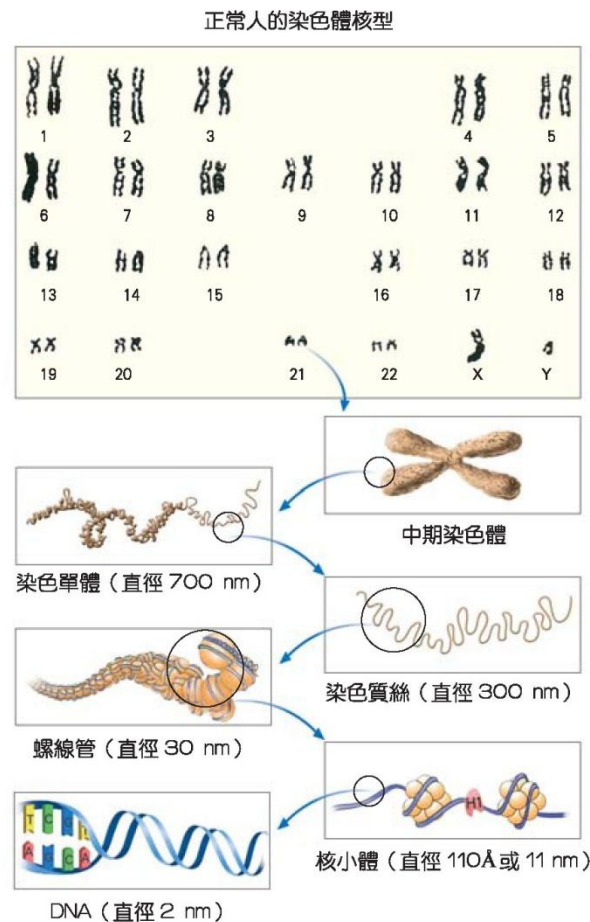 正常人的染色體核型
1 2 3 4 5
6 7 8 9 10 11 12
13 14 15 16 17 18
19 20 21 22 X Y
中期染色體
染色單體（直徑 700 nm）
染色質絲（直徑 300 nm）
螺線管（直徑 30 nm）
H1
核小體（直徑 110Å 或 11 nm）
T C G
A G C A
DNA（直徑 2 nm）